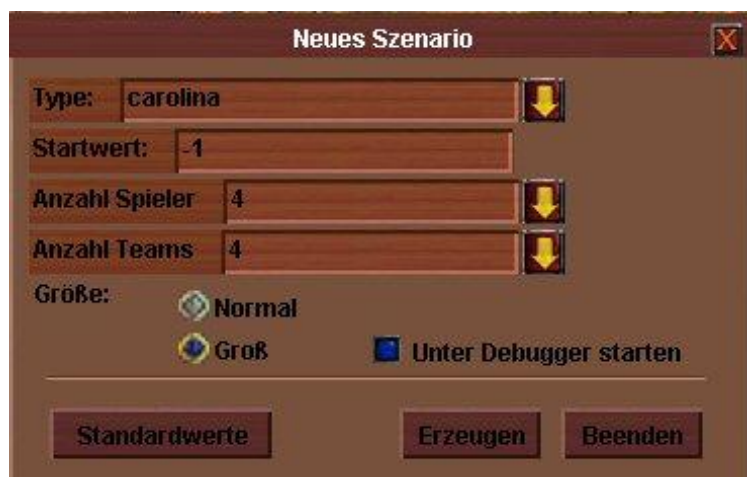 Neues Szenario
Type: carolina
Startwert: -1
Anzahl Spieler 4
Anzahl Teams 4
Größe:
Normal
Groß
Unter Debugger starten
Standardwerte
Erzeugen
Beenden